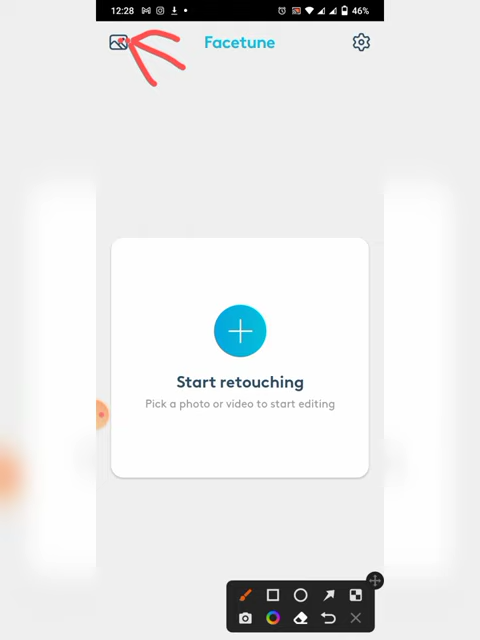 12:28 46%
Facetune
Start retouching
Pick a photo or video to start editing